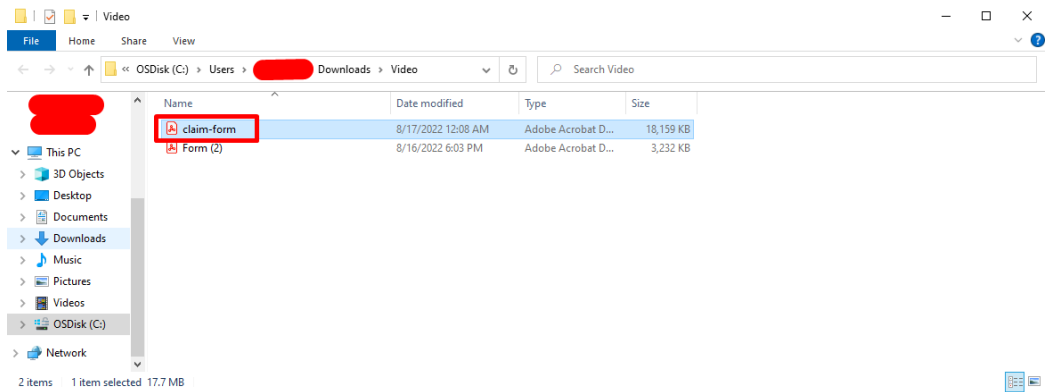 Video
File Home Share View
« OSDisk (C:) › Users › Downloads › Video Search Video
Name Date modified Type Size
claim-form 8/17/2022 12:08 AM Adobe Acrobat D... 18,159 KB
Form (2) 8/16/2022 6:03 PM Adobe Acrobat D... 3,232 KB
This PC
3D Objects
Desktop
Documents
Downloads
Music
Pictures
Videos
OSDisk (C:)
Network
2 items 1 item selected 17.7 MB